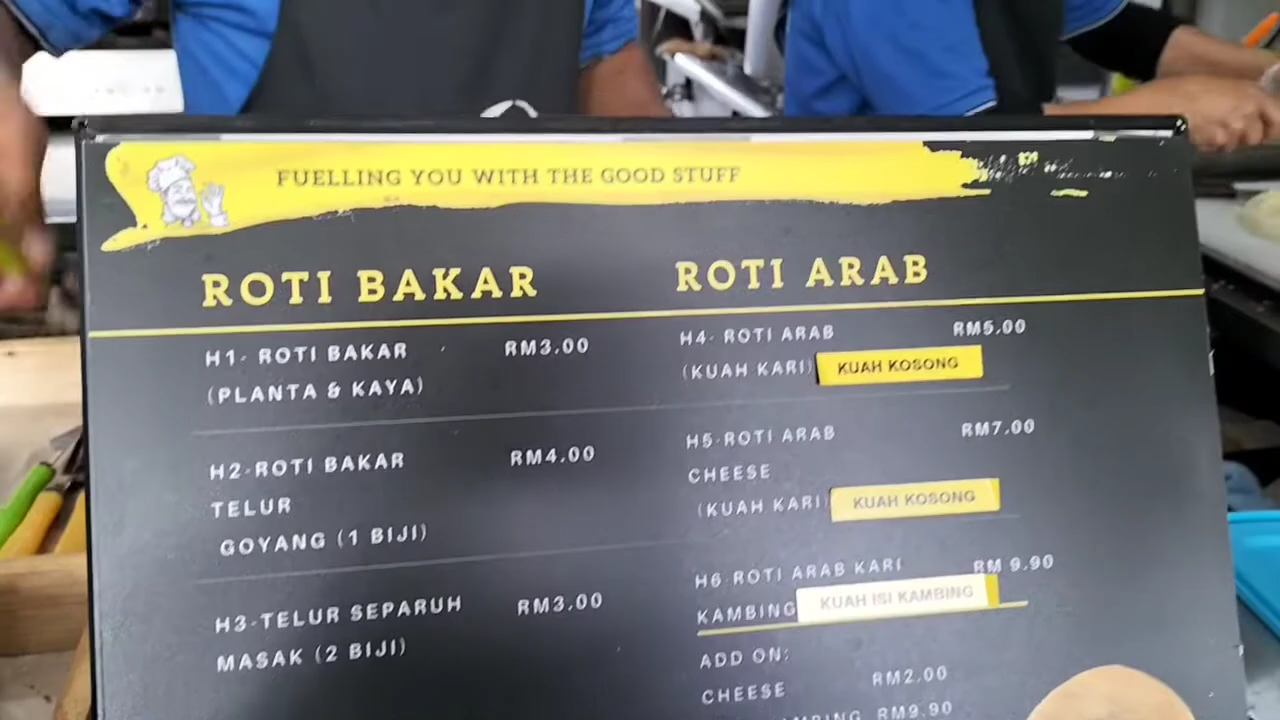 FUELLING YOU WITH THE GOOD STUFF
ROTI BAKAR
H1- ROTI BAKAR RM3.00
(PLANTA & KAYA)
H2-ROTI BAKAR RM4.00
TELUR
GOYANG (1 BIJI)
H3-TELUR SEPARUH RM3.00
MASAK (2 BIJI)
ROTI ARAB
H4- ROTI ARAB RM5.00
(KUAH KARI) KUAH KOSONG
H5-ROTI ARAB RM7.00
CHEESE
(KUAH KARI) KUAH KOSONG
H6-ROTI ARAB KARI RM 9.90
KAMBING KUAH ISI KAMBING
ADD ON:
CHEESE RM2.00
RM9.90